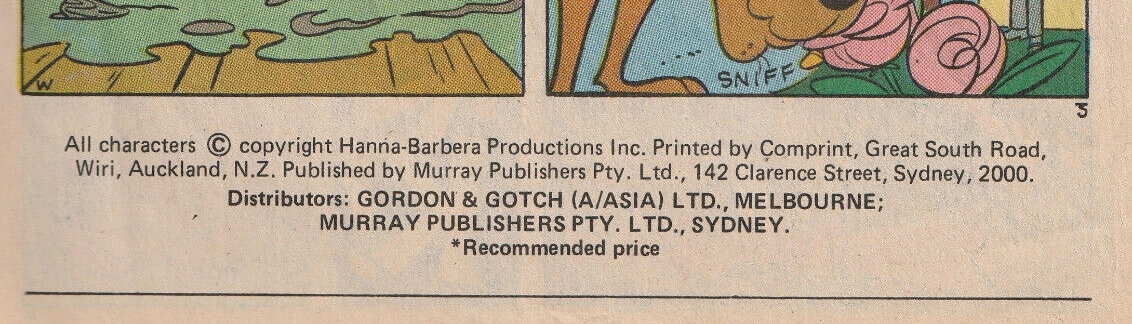 W
SNIFF
3
All characters © copyright Hanna-Barbera Productions Inc. Printed by Comprint, Great South Road,
Wiri, Auckland, N.Z. Published by Murray Publishers Pty. Ltd., 142 Clarence Street, Sydney, 2000.
Distributors: GORDON & GOTCH (A/ASIA) LTD., MELBOURNE;
MURRAY PUBLISHERS PTY. LTD., SYDNEY.
*Recommended price